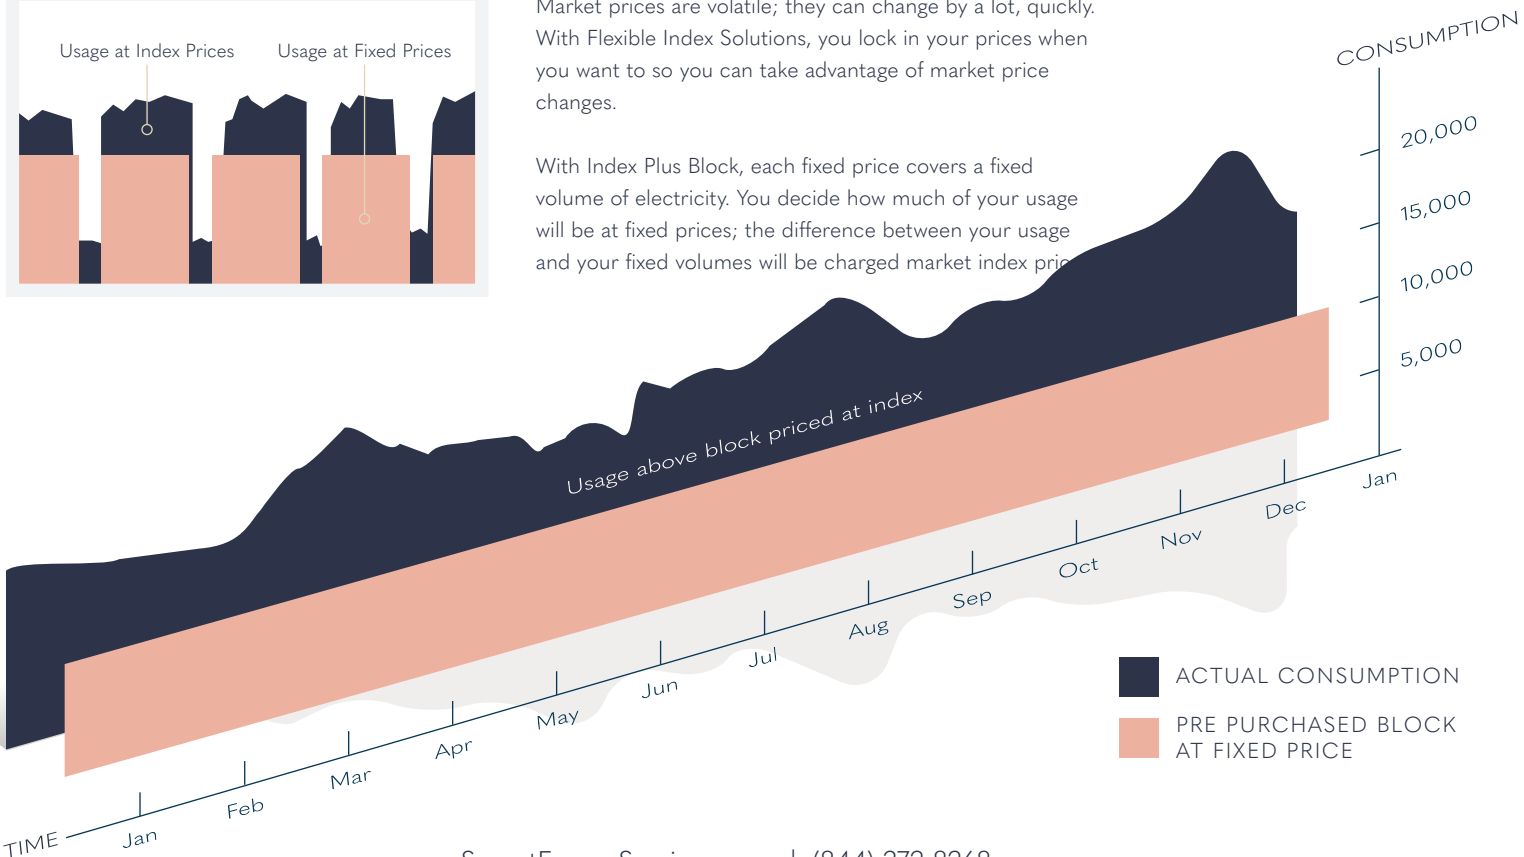 Market prices are volatile; they can change by a lot, quickly.
With Flexible Index Solutions, you lock in your prices when
you want to so you can take advantage of market price
changes.
With Index Plus Block, each fixed price covers a fixed
volume of electricity. You decide how much of your usage
will be at fixed prices; the difference between your usage
and your fixed volumes will be charged market index
Usage at Index Prices
Usage at Fixed Prices
CONSUMPTION
20,000
15,000
10,000
5,000
Usage above block priced at index
TIME
Jan
Feb
Mar
Apr
May
Jun
Jul
Aug
Sep
Oct
Nov
Dec
Jan
ACTUAL CONSUMPTION
PRE PURCHASED BLOCK
AT FIXED PRICE